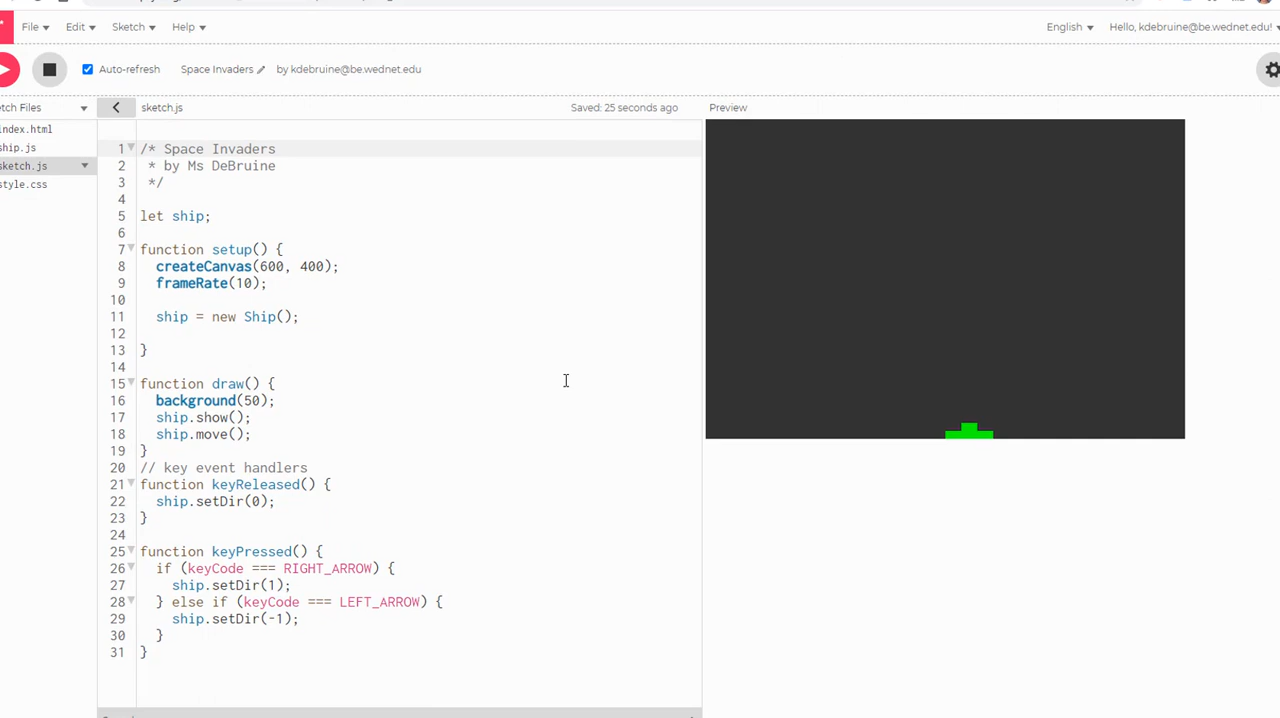 File Edit Sketch Help English Hello, kdebruine@be.wednet.edu!
Auto-refresh Space Invaders by kdebruine@be.wednet.edu
sketch.js Saved: 25 seconds ago Preview
Files
index.html
ship.js
sketch.js
style.css
1 /* Space Invaders
2 * by Ms DeBruine
3 */
4
5 let ship;
6
7 function setup() {
8 createCanvas(600, 400);
9 frameRate(10);
10
11 ship = new Ship();
12
13 }
14
15 function draw() {
16 background(50);
17 ship.show();
18 ship.move();
19 }
20 // key event handlers
21 function keyReleased() {
22 ship.setDir(0);
23 }
24
25 function keyPressed() {
26 if (keyCode === RIGHT_ARROW) {
27 ship.setDir(1);
28 } else if (keyCode === LEFT_ARROW) {
29 ship.setDir(-1);
30 }
31 }